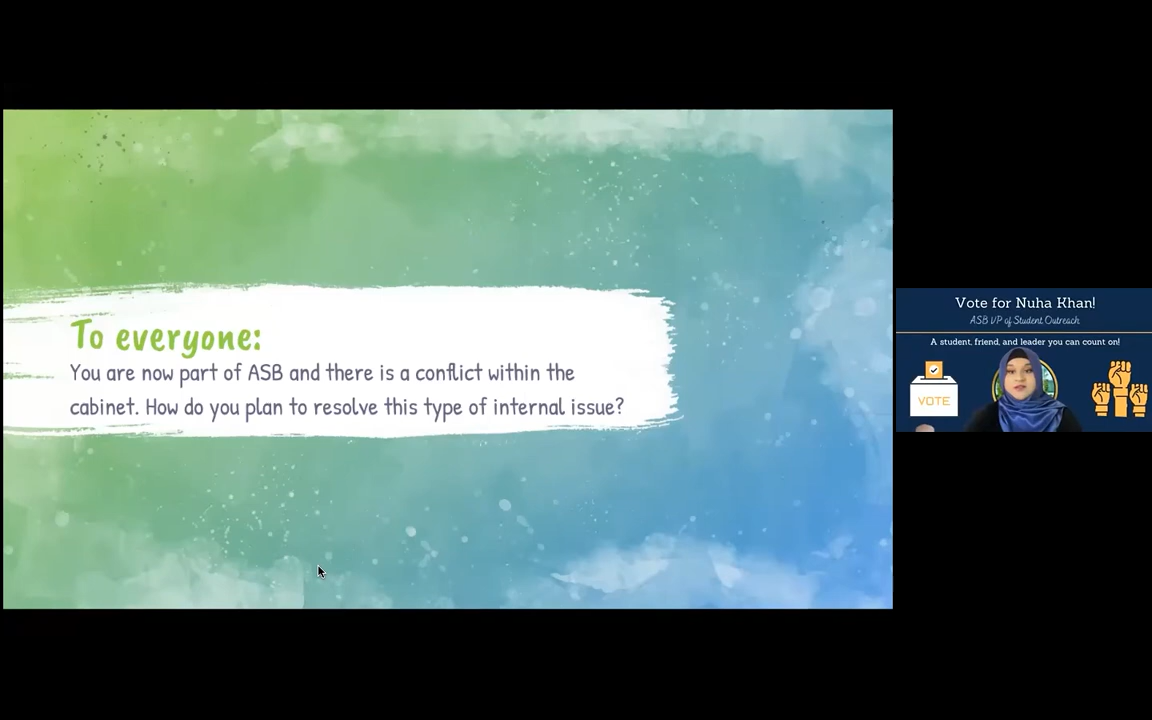 To everyone:
You are now part of ASB and there is a conflict within the
cabinet. How do you plan to resolve this type of internal issue?
Vote for Nuha Khan!
ASB VP of Student Outreach
A student, friend, and leader you can count on!
VOTE